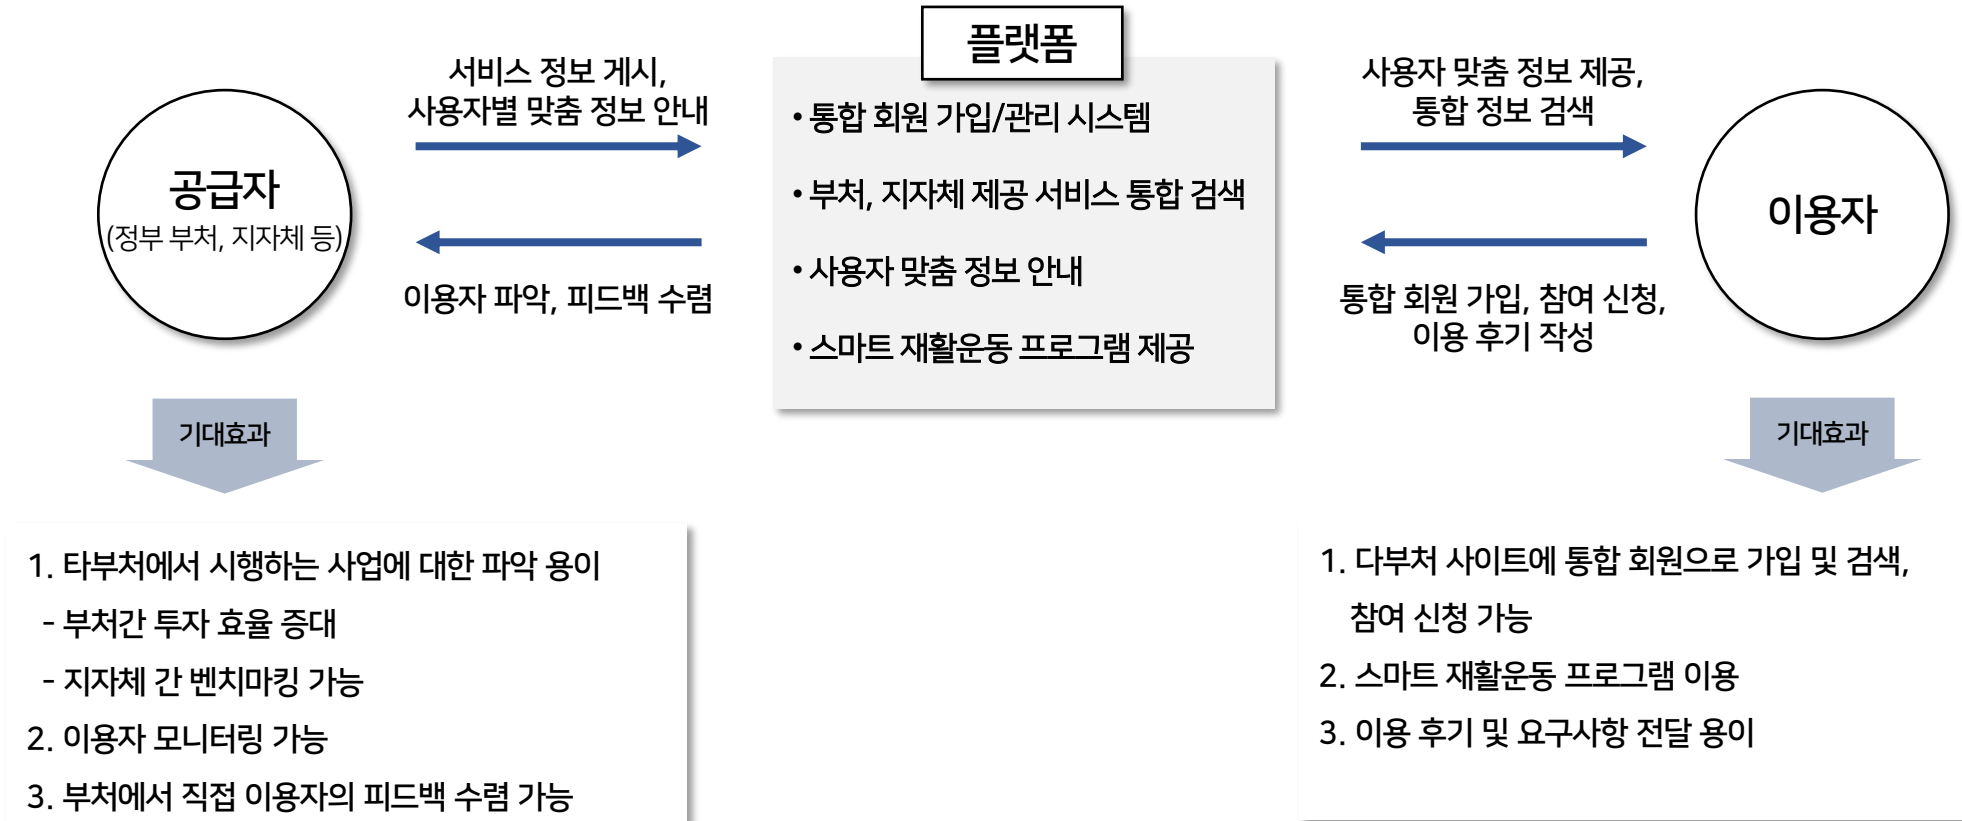 플랫폼
서비스 정보 게시,
사용자별 맞춤 정보 안내
공급자
(정부 부처, 지자체 등)
이용자 파악, 피드백 수렴
• 통합 회원 가입/관리 시스템
• 부처, 지자체 제공 서비스 통합 검색
• 사용자 맞춤 정보 안내
• 스마트 재활운동 프로그램 제공
사용자 맞춤 정보 제공,
통합 정보 검색
이용자
통합 회원 가입, 참여 신청,
이용 후기 작성
기대효과
1. 타부처에서 시행하는 사업에 대한 파악 용이
- 부처간 투자 효율 증대
- 지자체 간 벤치마킹 가능
2. 이용자 모니터링 가능
3. 부처에서 직접 이용자의 피드백 수렴 가능
기대효과
1. 다부처 사이트에 통합 회원으로 가입 및 검색,
참여 신청 가능
2. 스마트 재활운동 프로그램 이용
3. 이용 후기 및 요구사항 전달 용이